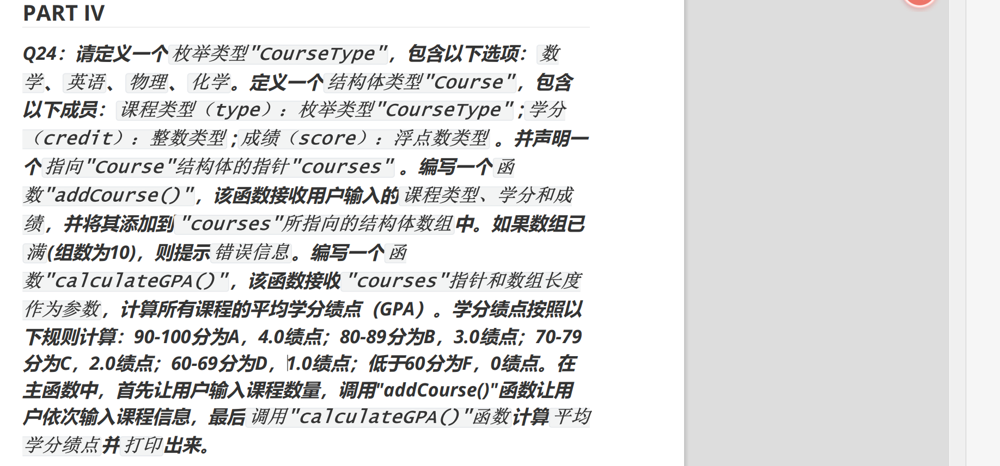 PART IV
Q24：请定义一个枚举类型"CourseType"，包含以下选项：数
学、英语、物理、化学。定义一个结构体类型"Course"，包含
以下成员：课程类型（type）：枚举类型"CourseType";学分
（credit）：整数类型;成绩（score）：浮点数类型 。并声明一
个指向"Course"结构体的指针"courses" 。编写一个函
数"addCourse()"，该函数接收用户输入的课程类型、学分和成
绩，并将其添加到"courses"所指向的结构体数组中。如果数组已
满(组数为10)，则提示错误信息。编写一个函
数"calculateGPA()"，该函数接收"courses"指针和数组长度
作为参数，计算所有课程的平均学分绩点（GPA）。学分绩点按照以
下规则计算：90-100分为A，4.0绩点；80-89分为B，3.0绩点；70-79
分为C，2.0绩点；60-69分为D，1.0绩点；低于60分为F，0绩点。在
主函数中，首先让用户输入课程数量，调用"addCourse()"函数让用
户依次输入课程信息，最后调用"calculateGPA()"函数计算平均
学分绩点并打印出来。